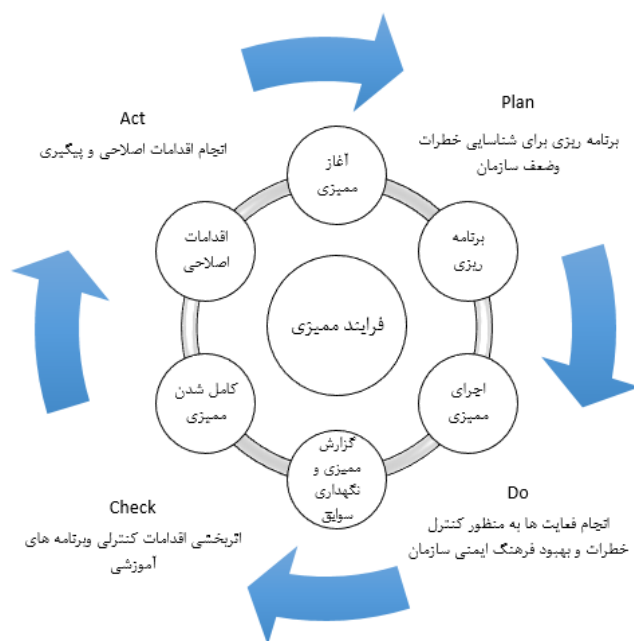 Plan
برنامه ریزی برای شناسایی خطرات
وضعف سازمان
Act
انجام اقدامات اصلاحی و پیگیری
آغاز
ممیزی
برنامه
ریزی
اجرای
ممیزی
گزارش
ممیزی و
نگهداری
سوابق
کامل شدن
ممیزی
اقدامات
اصلاحی
فرایند ممیزی
Do
انجام فعایت ها به منظور کنترل
خطرات و بهبود فرهنگ ایمنی سازمان
Check
اثربخشی اقدامات کنترلی وبرنامه های
آموزشی